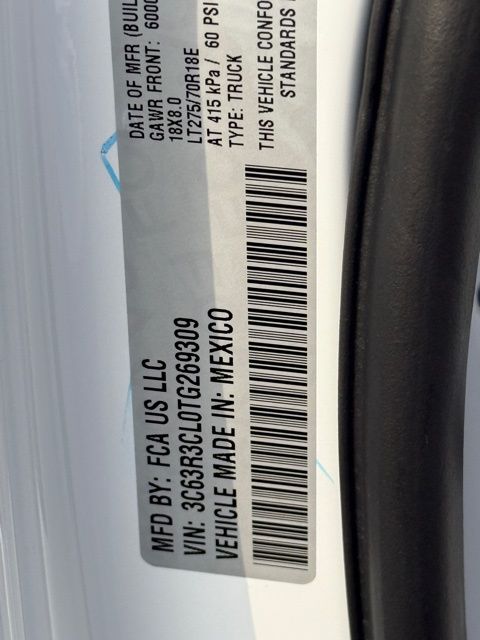 MFD BY: FCA US LLC
VIN: 3C63R3CL0TG269309
VEHICLE MADE IN: MEXICO
DATE OF MFR (BUIL
GAWR FRONT: 6000
18X8.0
LT275/70R18E
AT 415 kPa / 60 PSI
TYPE: TRUCK
THIS VEHICLE CONFO
STANDARDS